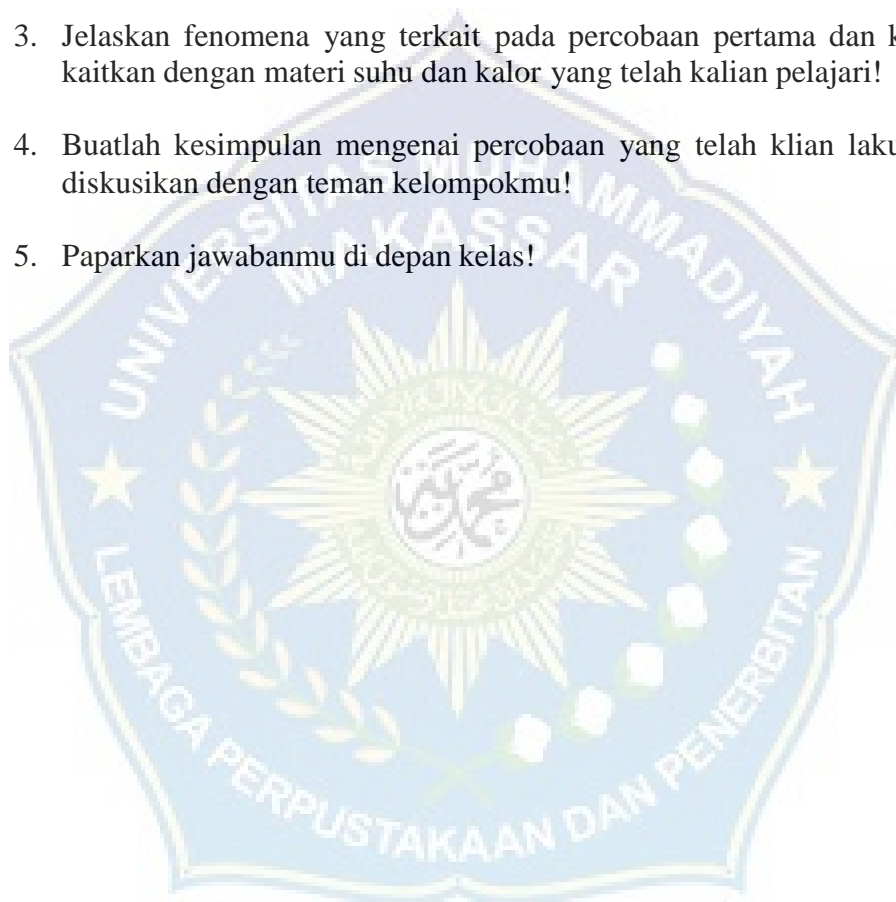 3. Jelaskan fenomena yang terkait pada percobaan pertama dan
kaitkan dengan materi suhu dan kalor yang telah kalian pelajari!
4. Buatlah kesimpulan mengenai percobaan yang telah klian
diskusikan dengan teman kelompokmu!
5. Paparkan jawabanmu di depan kelas!
UNIVERSITAS MUHAMMADIYAH
MAKASSAR
LEMBAGA PERPUSTAKAAN DAN PENERBITAN